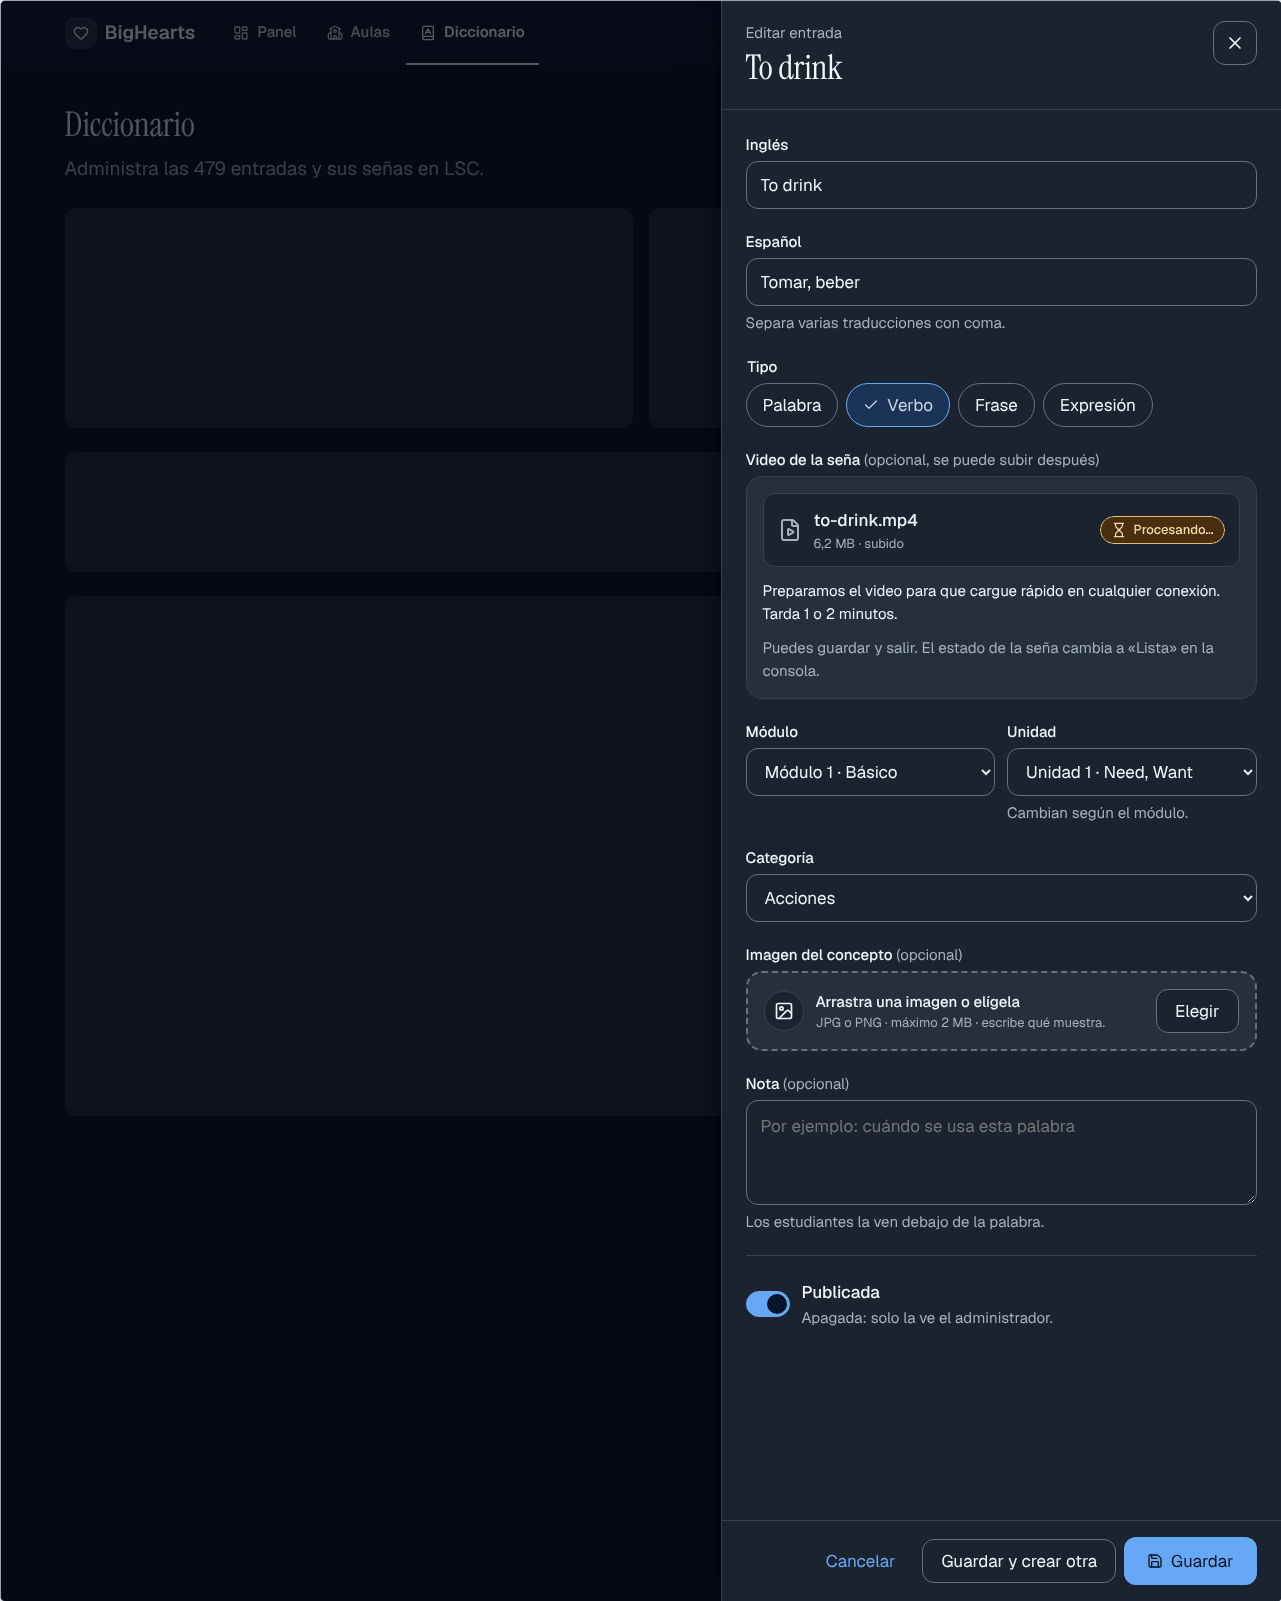 BigHearts
Panel
Aulas
Diccionario
Diccionario
Administra las 479 entradas y sus señas en LSC.
Editar entrada
To drink
Inglés
To drink
Español
Tomar, beber
Separa varias traducciones con coma.
Tipo
Palabra
Verbo
Frase
Expresión
Video de la seña (opcional, se puede subir después)
to-drink.mp4
6,2 MB · subido
Procesando…
Preparamos el video para que cargue rápido en cualquier conexión.
Tarda 1 o 2 minutos.
Puedes guardar y salir. El estado de la seña cambia a «Lista» en la
consola.
Módulo
Módulo 1 · Básico
Unidad
Unidad 1 · Need, Want
Cambian según el módulo.
Categoría
Acciones
Imagen del concepto (opcional)
Arrastra una imagen o elígela
JPG o PNG · máximo 2 MB · escribe qué muestra.
Elegir
Nota (opcional)
Por ejemplo: cuándo se usa esta palabra
Los estudiantes la ven debajo de la palabra.
Publicada
Apagada: solo la ve el administrador.
Cancelar
Guardar y crear otra
Guardar